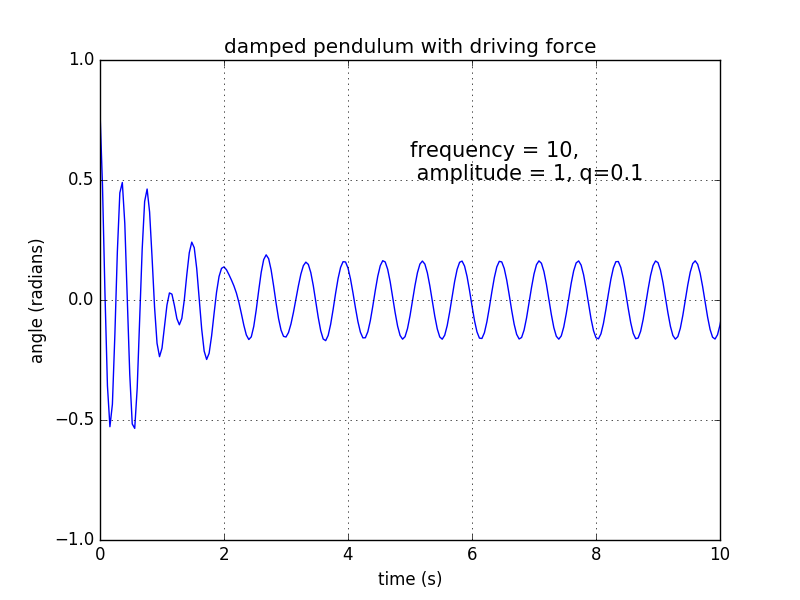 damped pendulum with driving force
1.0
frequency = 10,
amplitude = 1, q=0.1
0.5
angle (radians)
0.0
−0.5
−1.0
0 2 4 6 8 10
time (s)